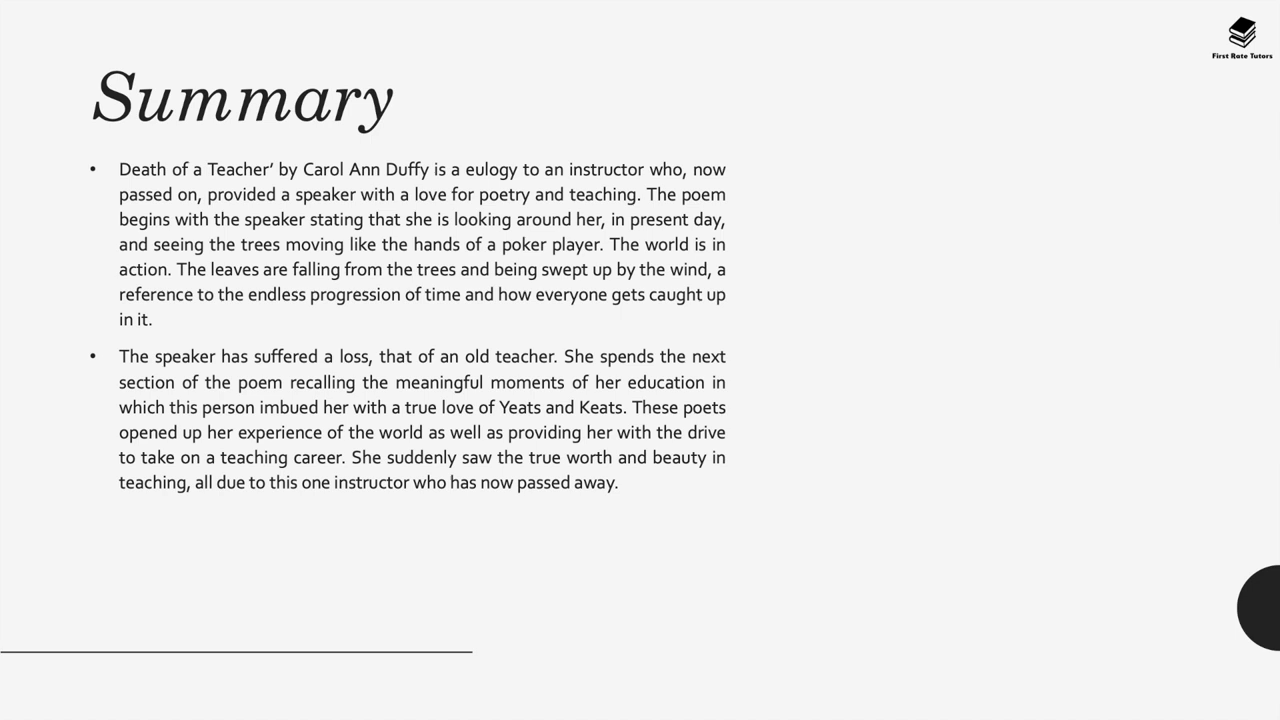 First Rate Tutors
Summary
• Death of a Teacher’ by Carol Ann Duffy is a eulogy to an instructor who, now
passed on, provided a speaker with a love for poetry and teaching. The poem
begins with the speaker stating that she is looking around her, in present day,
and seeing the trees moving like the hands of a poker player. The world is in
action. The leaves are falling from the trees and being swept up by the wind, a
reference to the endless progression of time and how everyone gets caught up
in it.
• The speaker has suffered a loss, that of an old teacher. She spends the next
section of the poem recalling the meaningful moments of her education in
which this person imbued her with a true love of Yeats and Keats. These poets
opened up her experience of the world as well as providing her with the drive
to take on a teaching career. She suddenly saw the true worth and beauty in
teaching, all due to this one instructor who has now passed away.